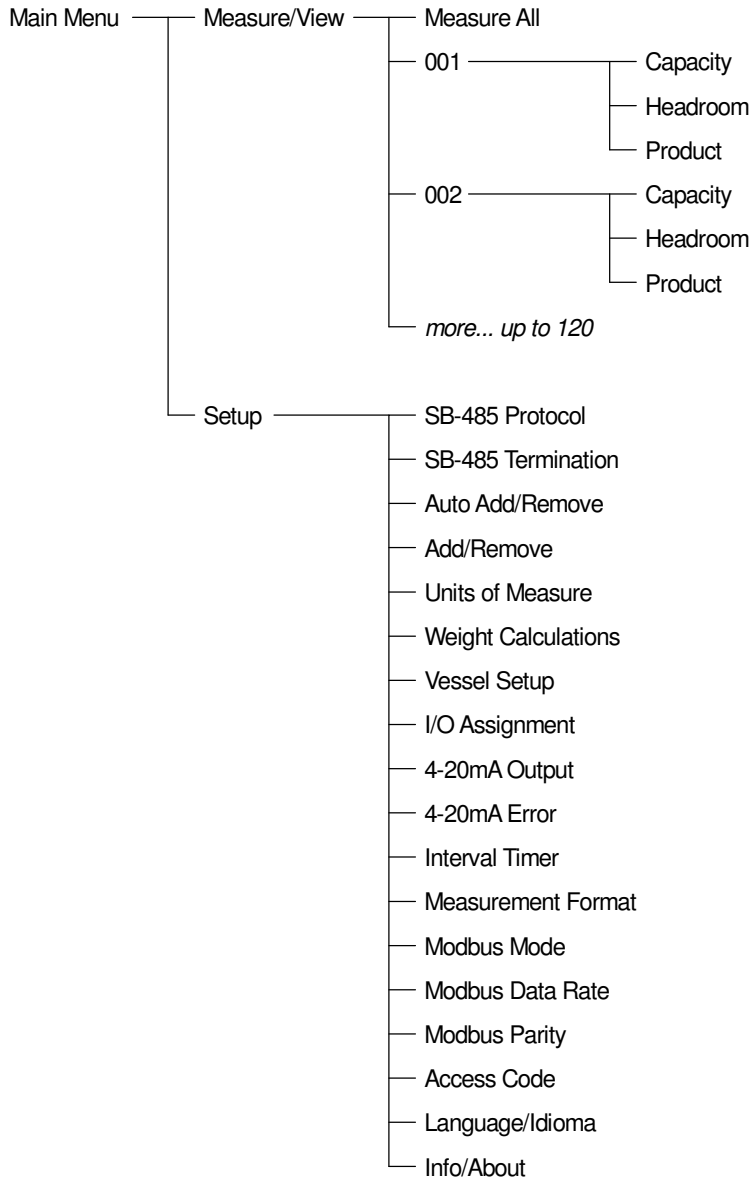 Main Menu Measure/View Measure All
001 Capacity
Headroom
Product
002 Capacity
Headroom
Product
more... up to 120
Setup SB-485 Protocol
SB-485 Termination
Auto Add/Remove
Add/Remove
Units of Measure
Weight Calculations
Vessel Setup
I/O Assignment
4-20mA Output
4-20mA Error
Interval Timer
Measurement Format
Modbus Mode
Modbus Data Rate
Modbus Parity
Access Code
Language/Idioma
Info/About